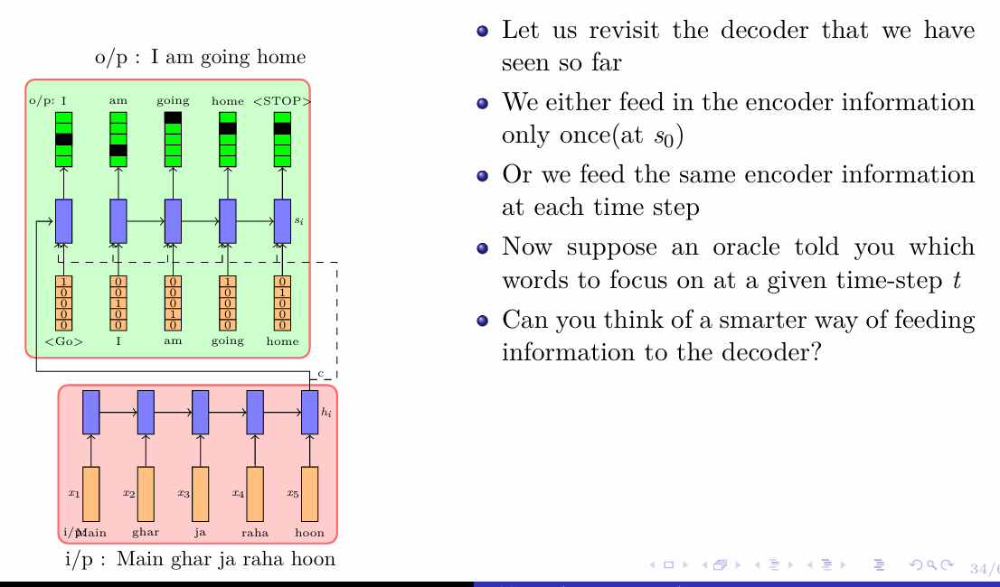 o/p : I am going home
o/p: I am going home <STOP>
s_i
1 0 0 1 0
0 0 0 0 1
0 1 0 0 0
0 0 1 0 0
0 0 0 0 0
<Go> I am going home
c
h_i
x_1 x_2 x_3 x_4 x_5
i/p: Main ghar ja raha hoon
i/p : Main ghar ja raha hoon
Let us revisit the decoder that we have
seen so far
We either feed in the encoder information
only once(at s_0)
Or we feed the same encoder information
at each time step
Now suppose an oracle told you which
words to focus on at a given time-step t
Can you think of a smarter way of feeding
information to the decoder?
34/6